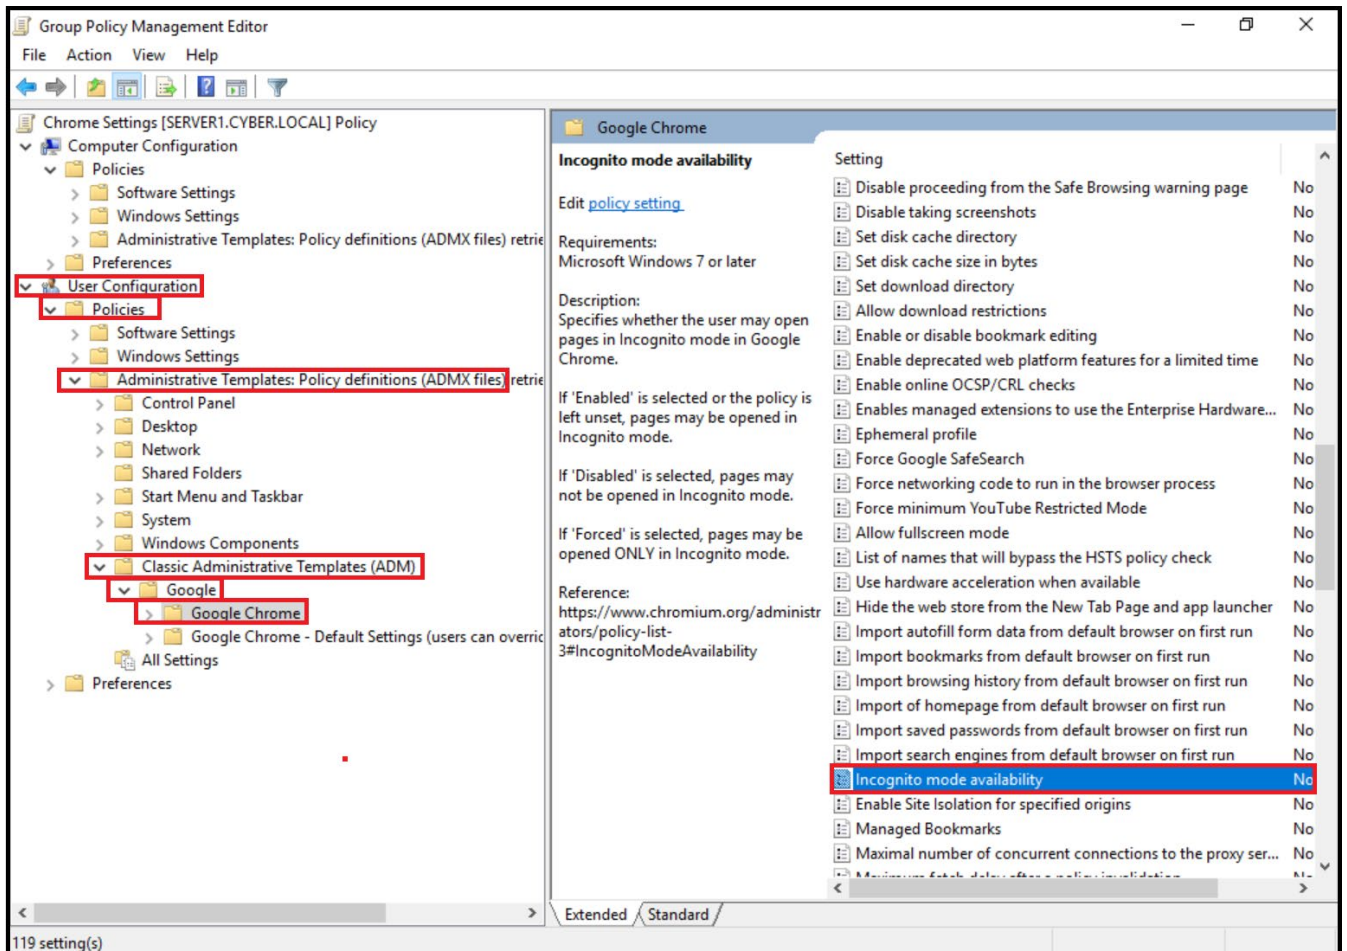 Group Policy Management Editor
File Action View Help
Chrome Settings [SERVER1.CYBER.LOCAL] Policy
Computer Configuration
Policies
Software Settings
Windows Settings
Administrative Templates: Policy definitions (ADMX files) retrie
Preferences
User Configuration
Policies
Software Settings
Windows Settings
Administrative Templates: Policy definitions (ADMX files) retrie
Control Panel
Desktop
Network
Shared Folders
Start Menu and Taskbar
System
Windows Components
Classic Administrative Templates (ADM)
Google
Google Chrome
Google Chrome - Default Settings (users can overric
All Settings
Preferences
Google Chrome
Incognito mode availability
Edit policy setting
Requirements:
Microsoft Windows 7 or later
Description:
Specifies whether the user may open
pages in Incognito mode in Google
Chrome.
If 'Enabled' is selected or the policy is
left unset, pages may be opened in
Incognito mode.
If 'Disabled' is selected, pages may
not be opened in Incognito mode.
If 'Forced' is selected, pages may be
opened ONLY in Incognito mode.
Reference:
https://www.chromium.org/administr
ators/policy-list-
3#IncognitoModeAvailability
Setting
Disable proceeding from the Safe Browsing warning page No
Disable taking screenshots No
Set disk cache directory No
Set disk cache size in bytes No
Set download directory No
Allow download restrictions No
Enable or disable bookmark editing No
Enable deprecated web platform features for a limited time No
Enable online OCSP/CRL checks No
Enables managed extensions to use the Enterprise Hardware... No
Ephemeral profile No
Force Google SafeSearch No
Force networking code to run in the browser process No
Force minimum YouTube Restricted Mode No
Allow fullscreen mode No
List of names that will bypass the HSTS policy check No
Use hardware acceleration when available No
Hide the web store from the New Tab Page and app launcher No
Import autofill form data from default browser on first run No
Import bookmarks from default browser on first run No
Import browsing history from default browser on first run No
Import of homepage from default browser on first run No
Import saved passwords from default browser on first run No
Import search engines from default browser on first run No
Incognito mode availability No
Enable Site Isolation for specified origins No
Managed Bookmarks No
Maximal number of concurrent connections to the proxy ser... No
Maximum fetch delay after a policy invalidation No
Extended Standard
119 setting(s)